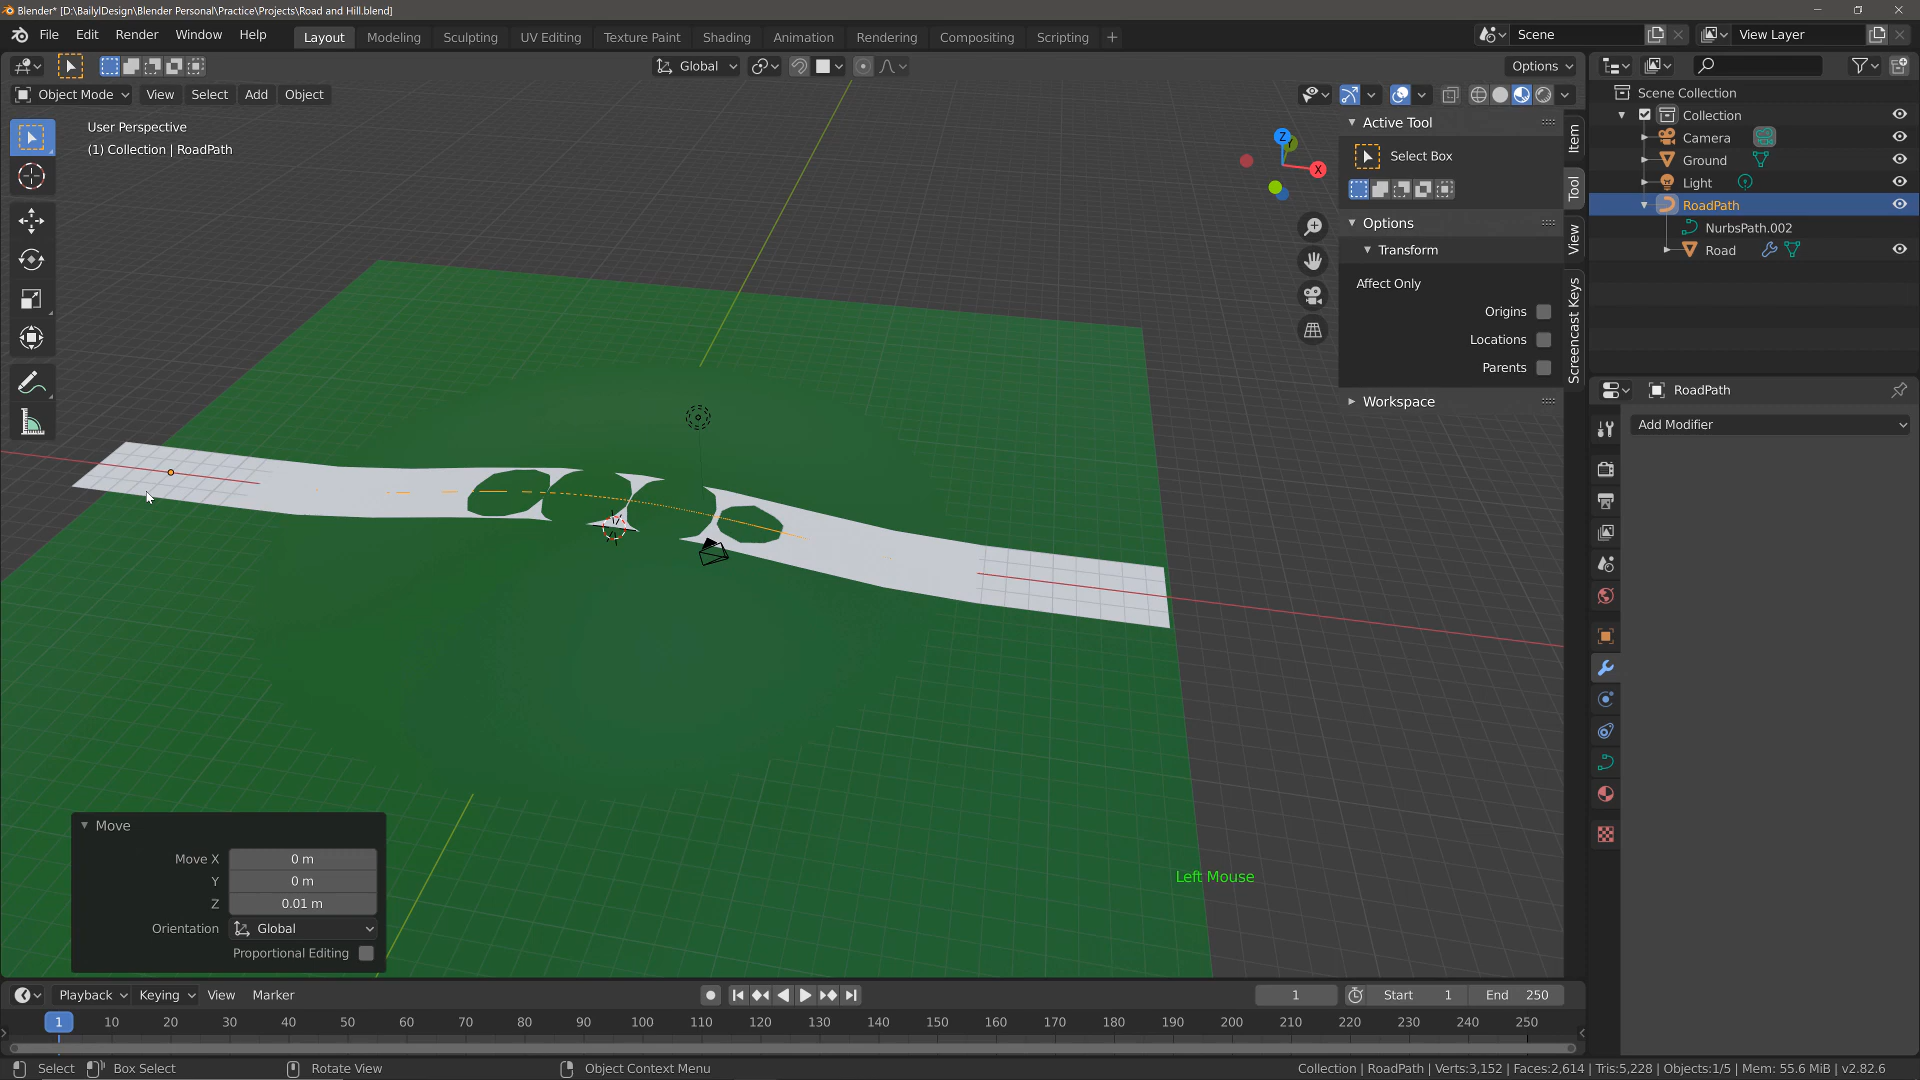 Blender* [D:\BailylDesign\Blender Personal\Practice\Projects\Road and Hill.blend]
File Edit Render Window Help
Layout Modeling Sculpting UV Editing Texture Paint Shading Animation Rendering Compositing Scripting
Scene View Layer
Global Options
Object Mode View Select Add Object
User Perspective
(1) Collection | RoadPath
Z Y X
Active Tool
Select Box
Options
Transform
Affect Only
Origins
Locations
Parents
Workspace
Item
Tool
View
Screencast Keys
Scene Collection
Collection
Camera
Ground
Light
RoadPath
NurbsPath.002
Road
RoadPath
Add Modifier
Move
Move X 0 m
Y 0 m
Z 0.01 m
Orientation Global
Proportional Editing
Left Mouse
Playback Keying View Marker
1 Start 1 End 250
1 10 20 30 40 50 60 70 80 90 100 110 120 130 140 150 160 170 180 190 200 210 220 230 240 250
Select Box Select Rotate View Object Context Menu
Collection | RoadPath | Verts:3,152 | Faces:2,614 | Tris:5,228 | Objects:1/5 | Mem: 55.6 MiB | v2.82.6